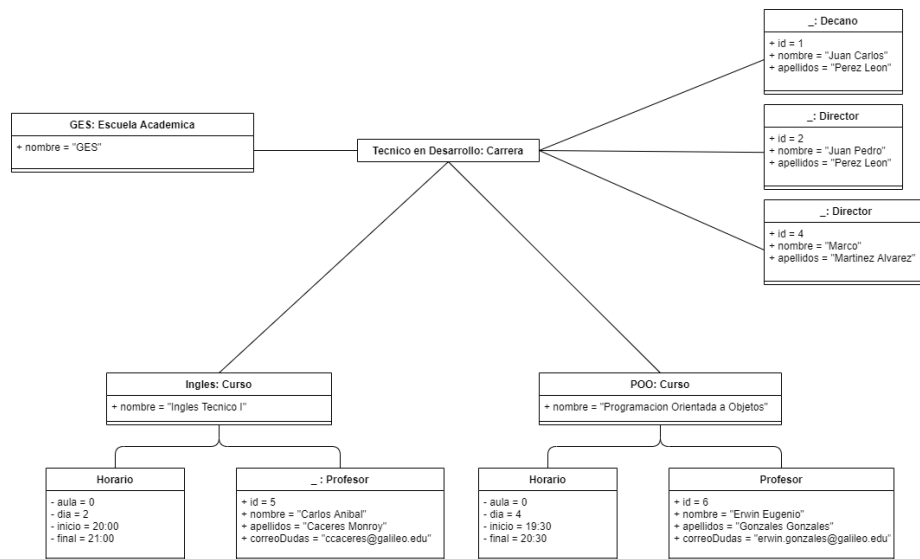 _: Decano
+ id = 1
+ nombre = "Juan Carlos"
+ apellidos = "Perez Leon"
GES: Escuela Academica
+ nombre = "GES"
Tecnico en Desarrollo: Carrera
_: Director
+ id = 2
+ nombre = "Juan Pedro"
+ apellidos = "Perez Leon"
_: Director
+ id = 4
+ nombre = "Marco"
+ apellidos = "Martinez Alvarez"
Ingles: Curso
+ nombre = "Ingles Tecnico I"
POO: Curso
+ nombre = "Programacion Orientada a Objetos"
Horario
- aula = 0
- dia = 2
- inicio = 20:00
- final = 21:00
_ : Profesor
+ id = 5
+ nombre = "Carlos Anibal"
+ apellidos = "Caceres Monroy"
+ correoDudas = "ccaceres@galileo.edu"
Horario
- aula = 0
- dia = 4
- inicio = 19:30
- final = 20:30
Profesor
+ id = 6
+ nombre = "Erwin Eugenio"
+ apellidos = "Gonzales Gonzales"
+ correoDudas = "erwin.gonzales@galileo.edu"